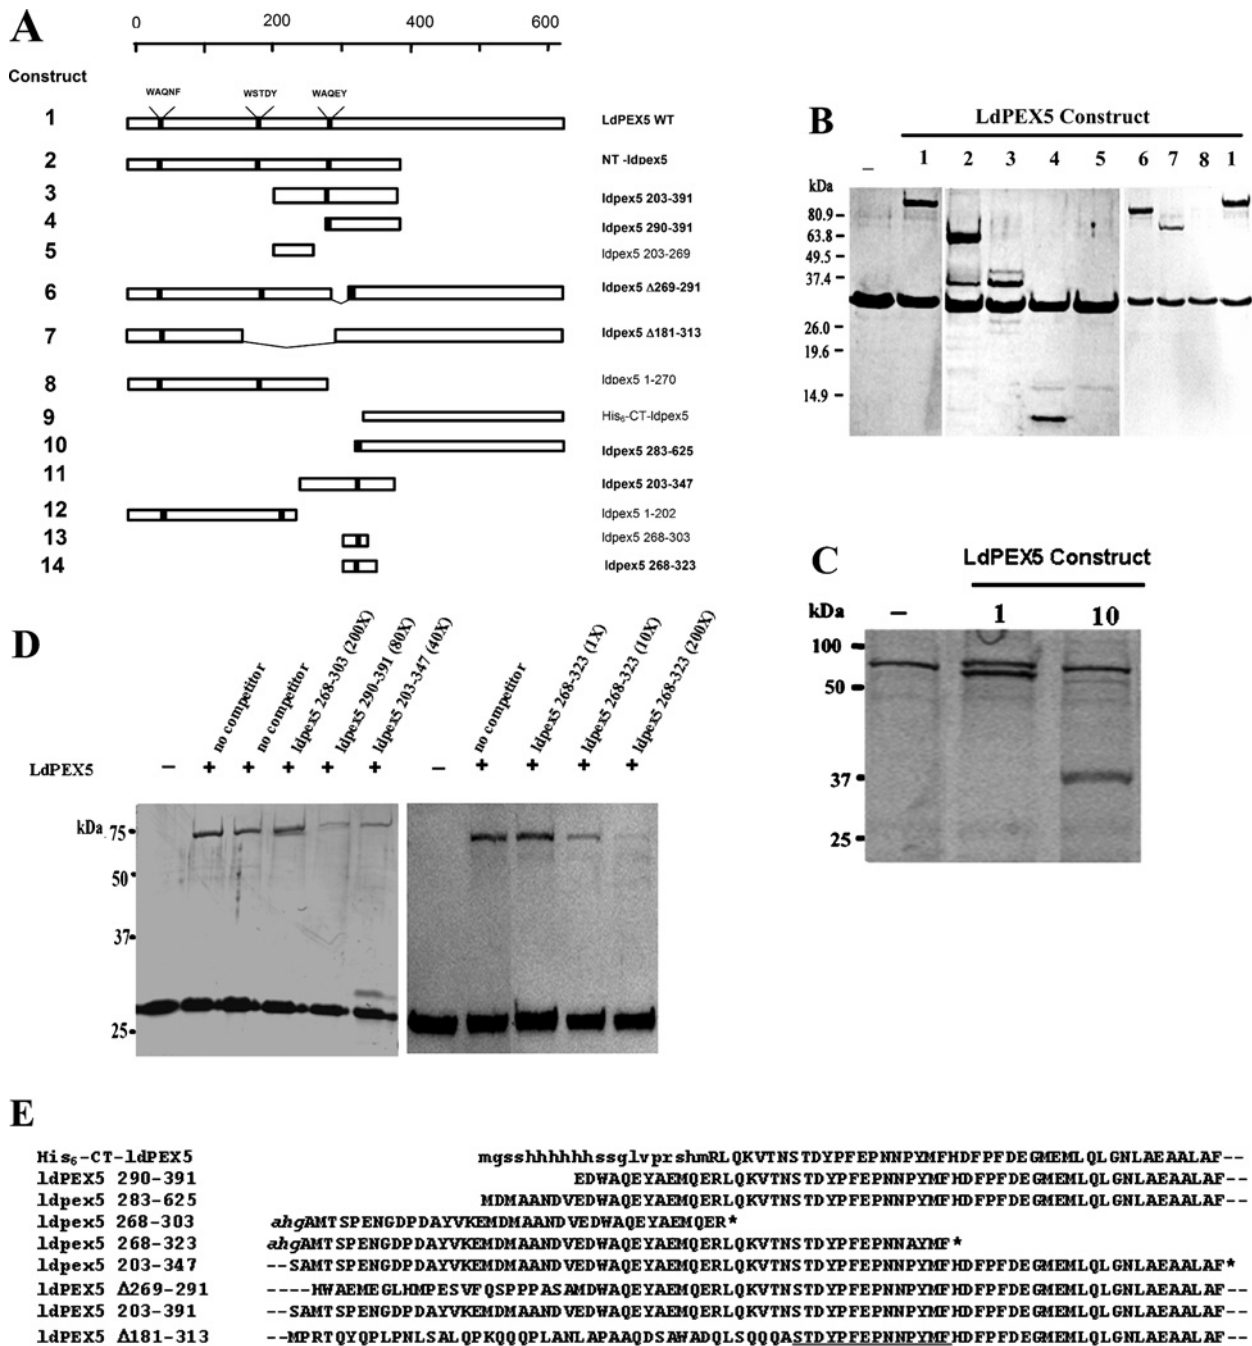 A
0 200 400 600
Construct
WAQNF WSTDY WAQEY
1 LdPEX5 WT
2 NT -ldpex5
3 ldpex5 203-391
4 ldpex5 290-391
5 ldpex5 203-269
6 ldpex5 Δ269-291
7 ldpex5 Δ181-313
8 ldpex5 1-270
9 His₆-CT-ldpex5
10 ldpex5 283-625
11 ldpex5 203-347
12 ldpex5 1-202
13 ldpex5 268-303
14 ldpex5 268-323
B
LdPEX5 Construct
– 1 2 3 4 5 6 7 8 1
kDa
80.9
63.8
49.5
37.4
26.0
19.6
14.9
C
LdPEX5 Construct
kDa – 1 10
100
50
37
25
D
no competitor
no competitor
ldpex5 268-303 (200X)
ldpex5 290-391 (80X)
ldpex5 203-347 (40X)
no competitor
ldpex5 268-323 (1X)
ldpex5 268-323 (10X)
ldpex5 268-323 (200X)
LdPEX5 – + + + + + – + + + +
kDa 75
50
37
25
E
His₆-CT-ldPEX5 mgsshhhhhhssglvprshmRLQKVTNSTDYPFEPNNPYMFHDFPFDEGMEMLQLGNLAEAALAF--
ldPEX5 290-391 EDWAQEYAEMQERLQKVTNSTDYPFEPNNPYMFHDFPFDEGMEMLQLGNLAEAALAF--
ldpex5 283-625 MDMAANDVEDWAQEYAEMQERLQKVTNSTDYPFEPNNPYMFHDFPFDEGMEMLQLGNLAEAALAF--
ldpex5 268-303 ahgAMTSPENGDPDAYVKEMDMAANDVEDWAQEYAEMQER*
ldpex5 268-323 ahgAMTSPENGDPDAYVKEMDMAANDVEDWAQEYAEMQERLQKVTNSTDYPFEPNNAYMF*
ldpex5 203-347 --SAMTSPENGDPDAYVKEMDMAANDVEDWAQEYAEMQERLQKVTNSTDYPFEPNNPYMFHDFPFDEGMEMLQLGNLAEAALAF*
ldPEX5 Δ269-291 ----HWAEMEGLHMPESVFQSPPPASAMDWAQEYAEMQERLQKVTNSTDYPFEPNNPYMFHDFPFDEGMEMLQLGNLAEAALAF--
ldPEX5 203-391 --SAMTSPENGDPDAYVKEMDMAANDVEDWAQEYAEMQERLQKVTNSTDYPFEPNNPYMFHDFPFDEGMEMLQLGNLAEAALAF--
ldPEX5 Δ181-313 --MPRTQYQPLPNLSALQPKQQQPLANLAPAAQDSAWADQLSQQQASTDYPFEPNNPYMFHDFPFDEGMEMLQLGNLAEAALAF--